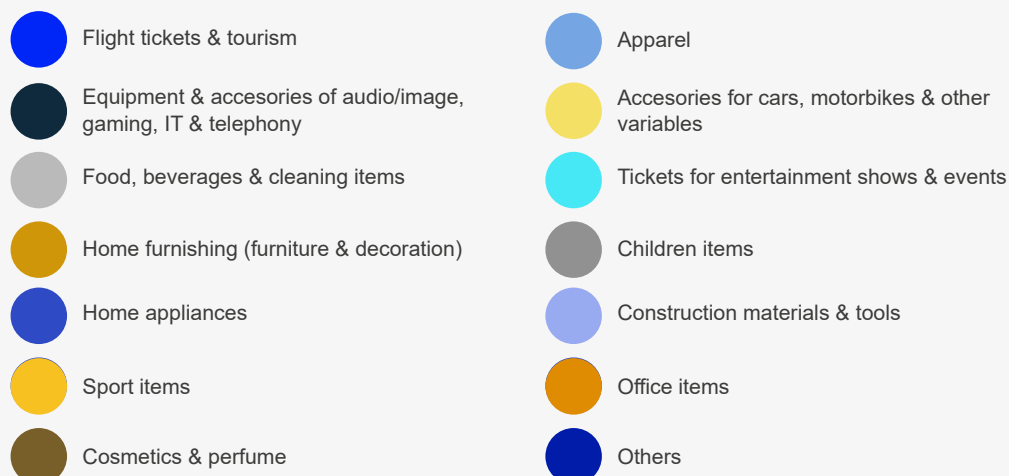 Flight tickets & tourism
Equipment & accesories of audio/image,
gaming, IT & telephony
Food, beverages & cleaning items
Home furnishing (furniture & decoration)
Home appliances
Sport items
Cosmetics & perfume
Apparel
Accesories for cars, motorbikes & other
variables
Tickets for entertainment shows & events
Children items
Construction materials & tools
Office items
Others